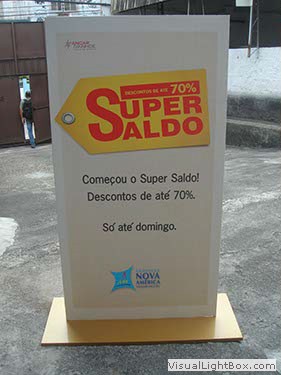 DESCONTOS DE ATÉ 70%
SUPER
SALDO
Começou o Super Saldo!
Descontos de até 70%.
Só até domingo.
NOVA
AMÉRICA
VisualLightBox.com